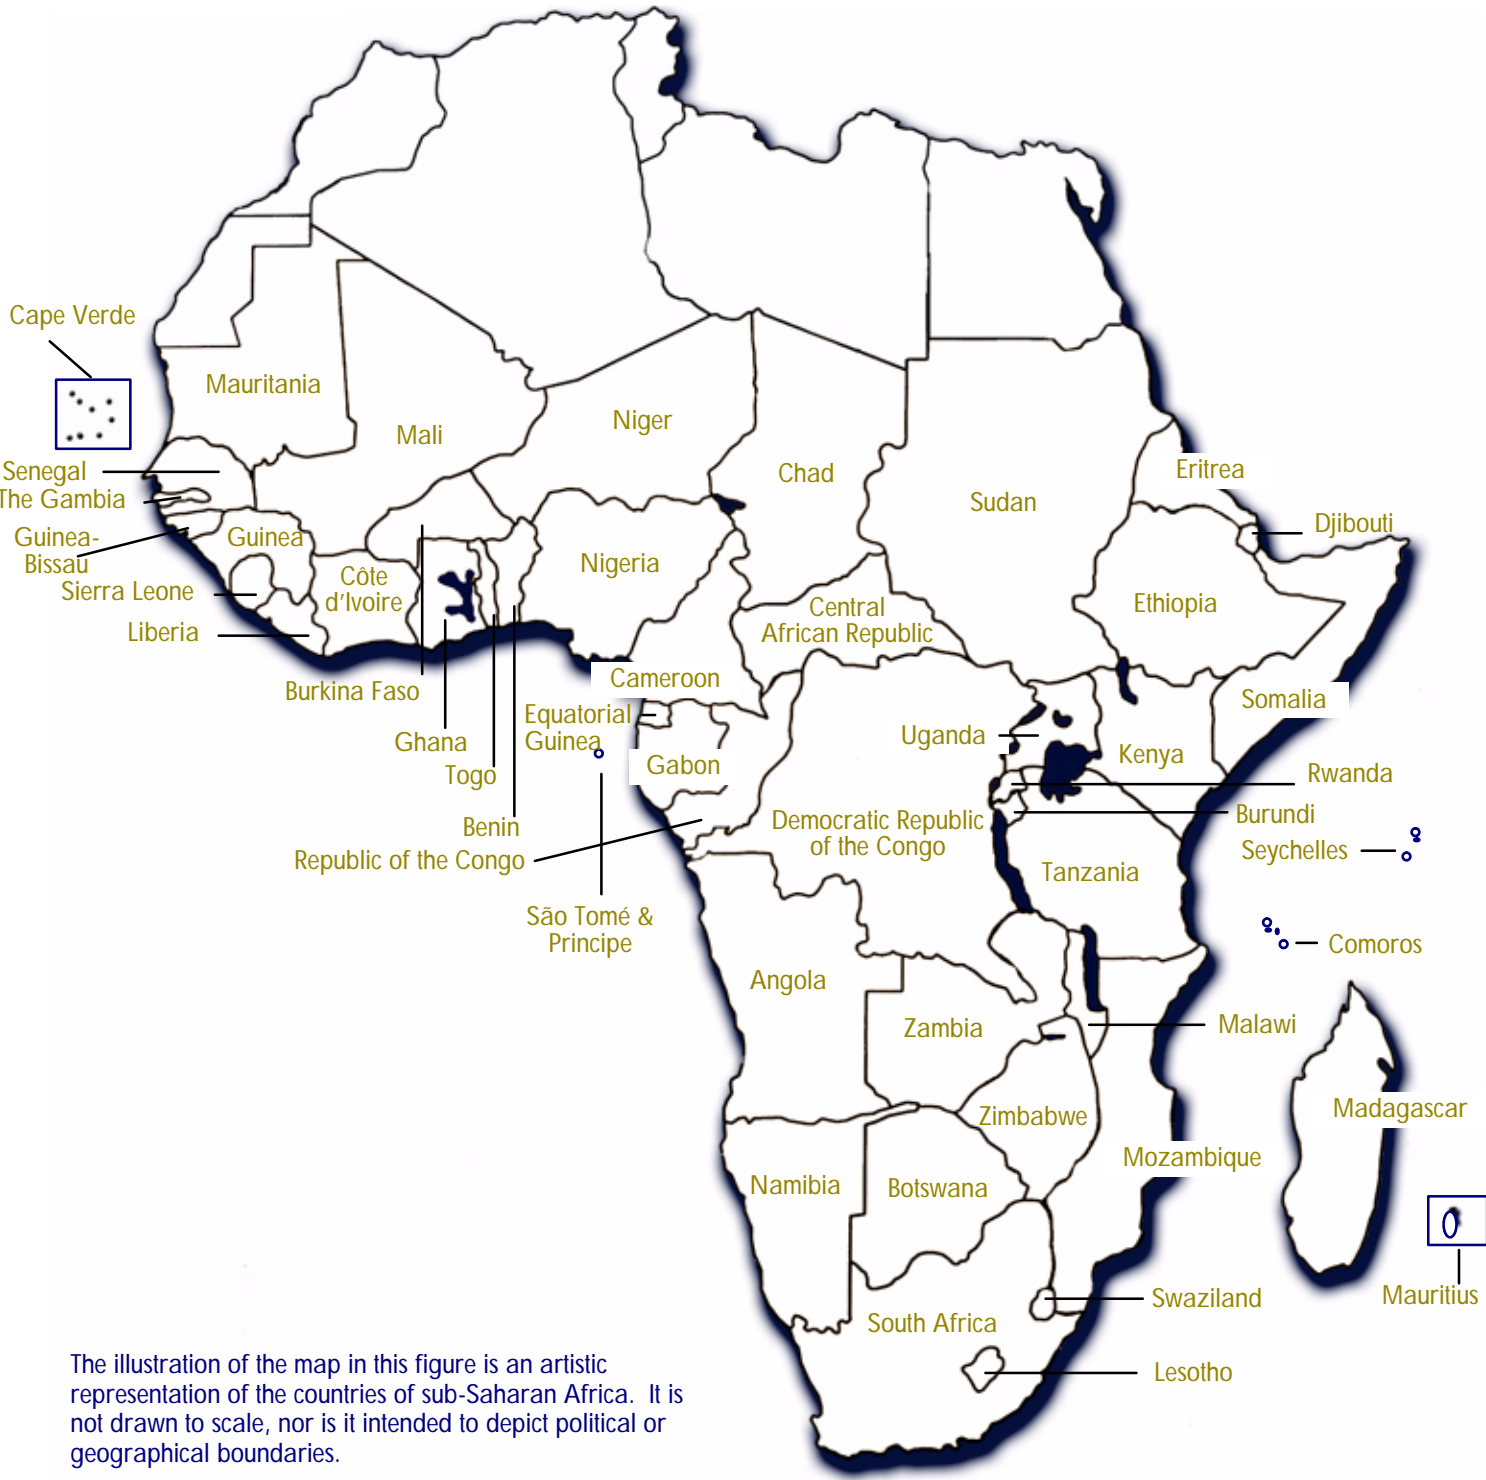 Cape Verde
Mauritania
Mali
Niger
Chad
Sudan
Eritrea
Senegal
The Gambia
Djibouti
Guinea-
Bissau
Guinea
Nigeria
Côte
d'Ivoire
Sierra Leone
Ethiopia
Central
African Republic
Liberia
Cameroon
Burkina Faso
Somalia
Equatorial
Guinea
Ghana
Uganda
Kenya
Gabon
Togo
Rwanda
Benin
Democratic Republic
of the Congo
Burundi
Republic of the Congo
Seychelles
Tanzania
São Tomé &
Principe
Comoros
Angola
Zambia
Malawi
Madagascar
Zimbabwe
Mozambique
Namibia
Botswana
Mauritius
Swaziland
South Africa
Lesotho
The illustration of the map in this figure is an artistic
representation of the countries of sub-Saharan Africa.  It is
not drawn to scale, nor is it intended to depict political or
geographical boundaries.